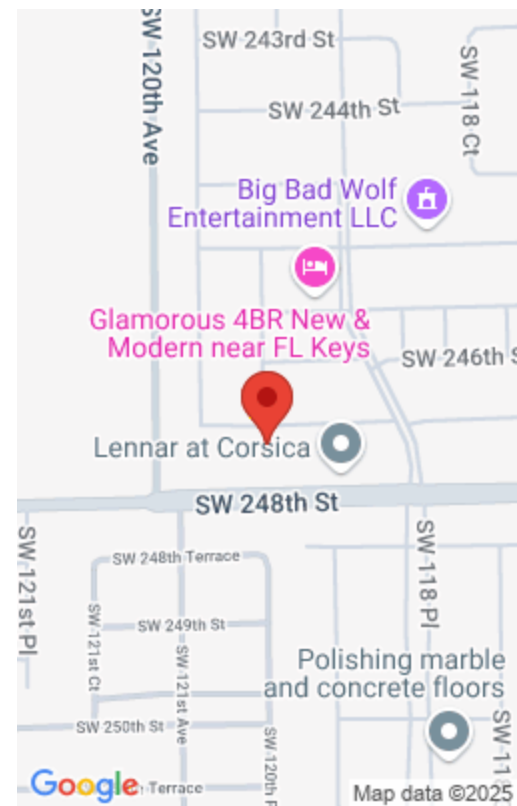 SW 243rd St
SW 120th Ave
SW 118 Ct
SW 244th St
Big Bad Wolf
Entertainment LLC
Glamorous 4BR New &
Modern near FL Keys
SW 246th S
Lennar at Corsica
SW 248th St
SW 121st Pl
SW 248th Terrace
SW 118 Pl
SW 121st Ct
SW 249th St
SW 121st Ave
Polishing marble
and concrete floors
SW 250th St
SW 120th P
SW 118
Google
Terrace
Map data ©2025